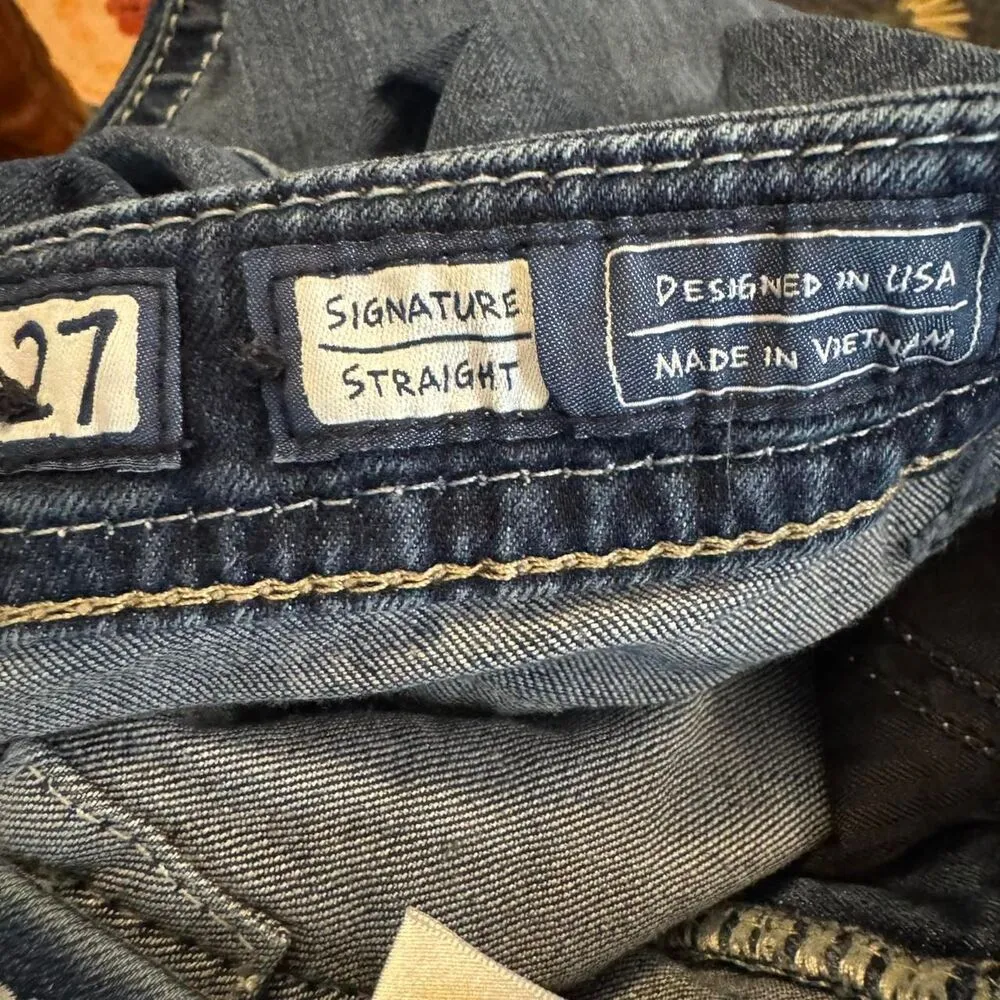 27
SIGNATURE
STRAIGHT
DESIGNED IN USA
MADE IN VIETNAM